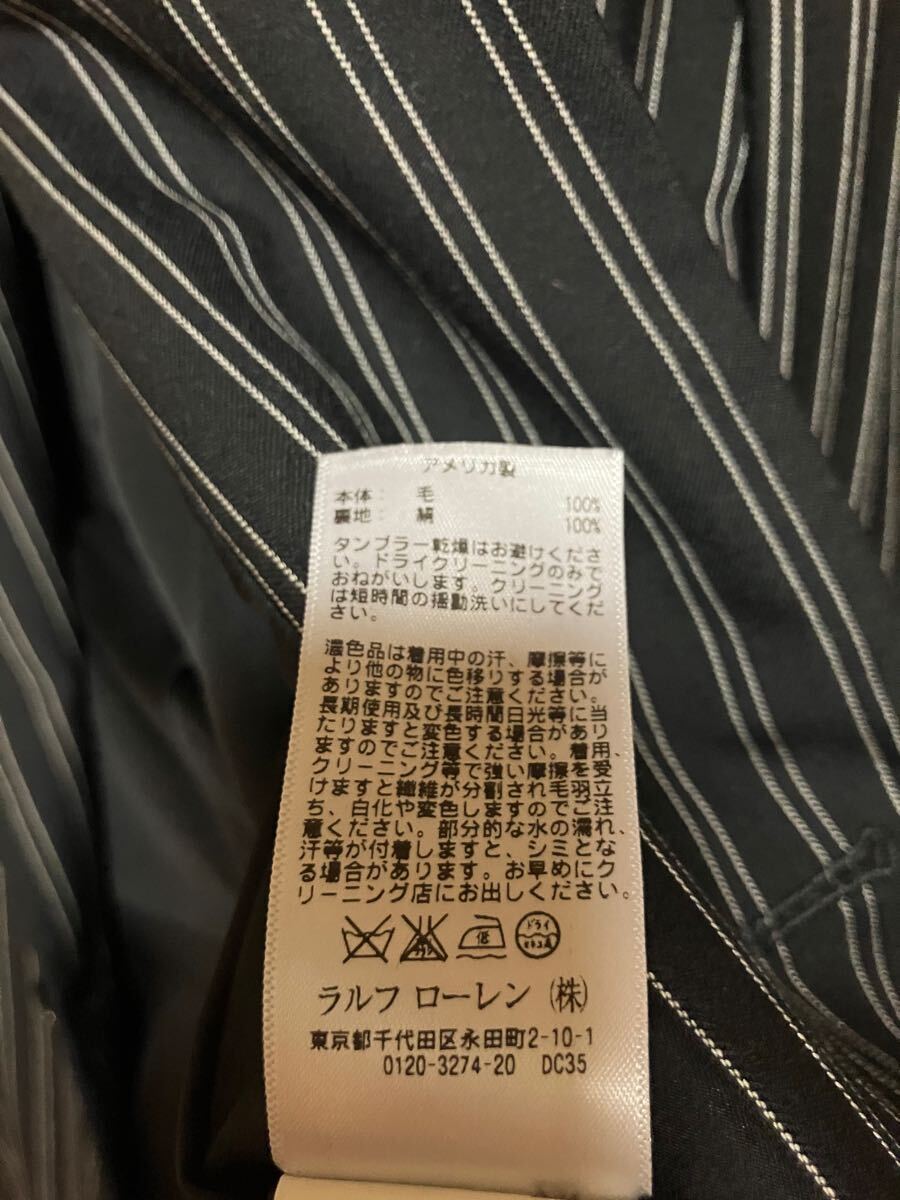 アメリカ製
本体: 毛 100%
裏地: 絹 100%
タンブラー乾燥はお避けくださ
い。ドライクリーニングのみで
おねがいします。クリーニング
は短時間の揺動洗いにしてくだ
さい。
濃色品は着用中の汗、摩擦等に
より他の物に色移りする場合が
ありますのでご注意ください。
長期使用及び長時間日光等に当
たりますと変色する場合があり
ますのでご注意ください。着用、
クリーニング等で強い摩擦を受
けますと繊維が分割され毛羽立
ち、白化や変色しますのでご注
意ください。部分的な水の濡れ、
汗等が付着しますと、シミとな
る場合があります。お早めにク
リーニング店にお出しください。
低 ドライ
ラルフ ローレン (株)
東京都千代田区永田町2-10-1
0120-3274-20 DC35